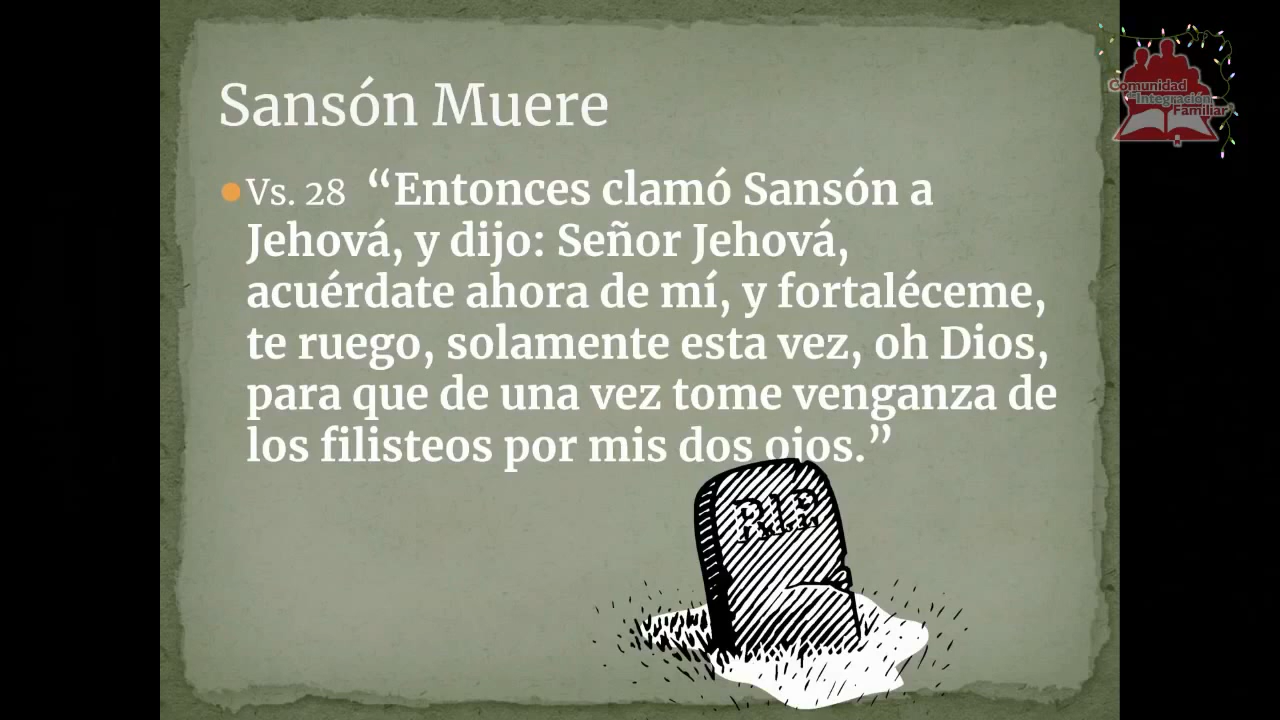 Sansón Muere
Vs. 28 “Entonces clamó Sansón a
Jehová, y dijo: Señor Jehová,
acuérdate ahora de mí, y fortaléceme,
te ruego, solamente esta vez, oh Dios,
para que de una vez tome venganza de
los filisteos por mis dos ojos.”
R.I.P
Comunidad
"Integración
Familiar"